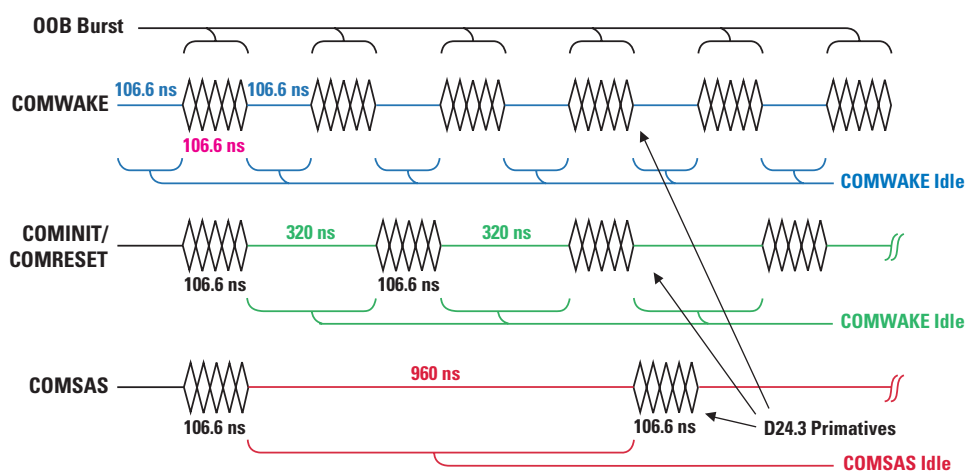 OOB Burst
106.6 ns
106.6 ns
COMWAKE
106.6 ns
COMWAKE Idle
COMINIT/
COMRESET
320 ns
320 ns
106.6 ns
106.6 ns
COMWAKE Idle
COMSAS
960 ns
106.6 ns
106.6 ns
D24.3 Primatives
COMSAS Idle